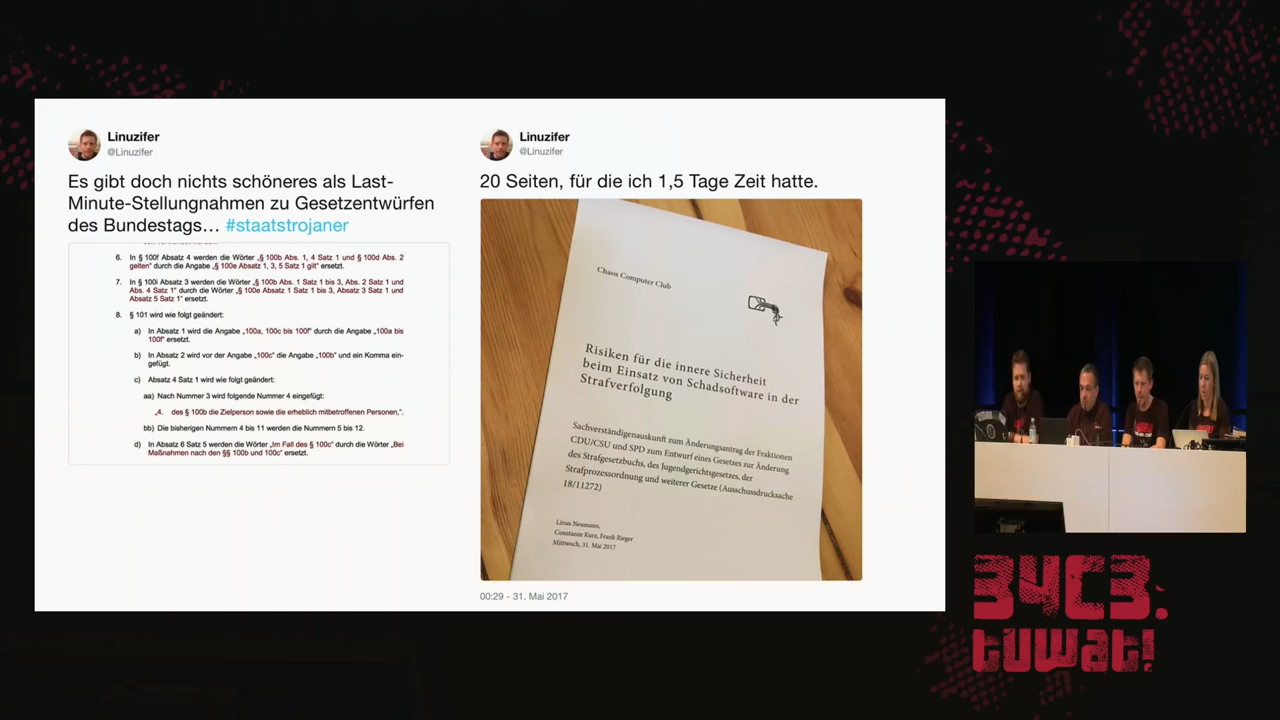 Linuzifer
@Linuzifer
Es gibt doch nichts schöneres als Last-
Minute-Stellungnahmen zu Gesetzentwürfen
des Bundestags… #staatstrojaner
6. In § 100f Absatz 4 werden die Wörter „§ 100b Abs. 1, 4 Satz 1 und § 100d Abs. 2
gelten" durch die Angabe „§ 100e Absatz 1, 3, 5 Satz 1 gilt" ersetzt.
7. In § 100i Absatz 3 werden die Wörter „§ 100b Abs. 1 Satz 1 bis 3, Abs. 2 Satz 1 und
Abs. 4 Satz 1" durch die Wörter „§ 100e Absatz 1 Satz 1 bis 3, Absatz 3 Satz 1 und
Absatz 5 Satz 1" ersetzt.
8. § 101 wird wie folgt geändert:
a) In Absatz 1 wird die Angabe „100a, 100c bis 100f" durch die Angabe „100a bis
100f" ersetzt.
b) In Absatz 2 wird vor der Angabe „100c" die Angabe „100b" und ein Komma ein-
gefügt.
c) Absatz 4 Satz 1 wird wie folgt geändert:
aa) Nach Nummer 3 wird folgende Nummer 4 eingefügt:
„4. des § 100b die Zielperson sowie die erheblich mitbetroffenen Personen,".
bb) Die bisherigen Nummern 4 bis 11 werden die Nummern 5 bis 12.
d) In Absatz 6 Satz 5 werden die Wörter „Im Fall des § 100c" durch die Wörter „Bei
Maßnahmen nach den §§ 100b und 100c" ersetzt.
Linuzifer
@Linuzifer
20 Seiten, für die ich 1,5 Tage Zeit hatte.
Chaos Computer Club
Risiken für die innere Sicherheit
beim Einsatz von Schadsoftware in der
Strafverfolgung
Sachverständigenauskunft zum Änderungsantrag der Fraktionen
CDU/CSU und SPD zum Entwurf eines Gesetzes zur Änderung
des Strafgesetzbuchs, des Jugendgerichtsgesetzes, der
Strafprozessordnung und weiterer Gesetze (Ausschussdrucksache
18/11272)
Linus Neumann,
Constanze Kurz, Frank Rieger
Mittwoch, 31. Mai 2017
00:29 - 31. Mai 2017
34C3.
tuwat!